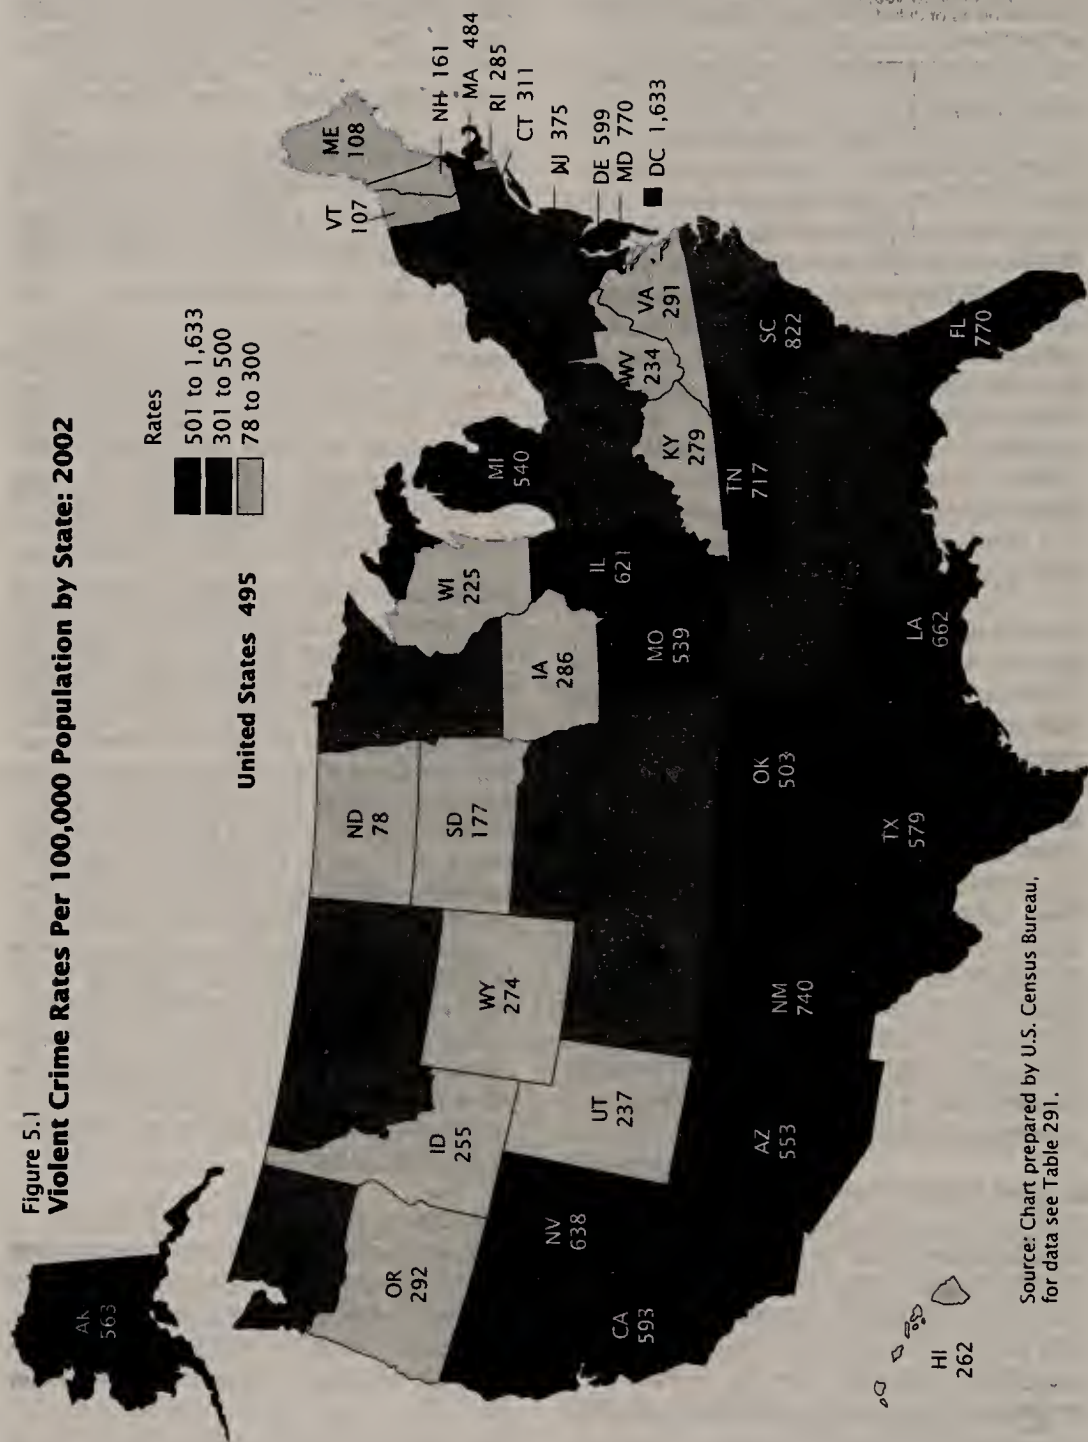 Figure 5.1
Violent Crime Rates Per 100,000 Population by State: 2002
Rates
501 to 1,633
301 to 500
78 to 300
United States 495
AK
563
ME
108
VT
107
NH 161
MA 484
RI 285
CT 311
NJ 375
DE 599
MD 770
DC 1,633
OR
292
ID
255
WY
274
ND
78
SD
177
WI
225
MI
540
IA
286
NV
638
UT
237
CA
593
MO
539
IL
621
KY
279
WV
234
VA
291
AZ
553
NM
740
OK
503
TN
717
SC
822
TX
579
LA
662
FL
770
HI
262
Source: Chart prepared by U.S. Census Bureau,
for data see Table 291.